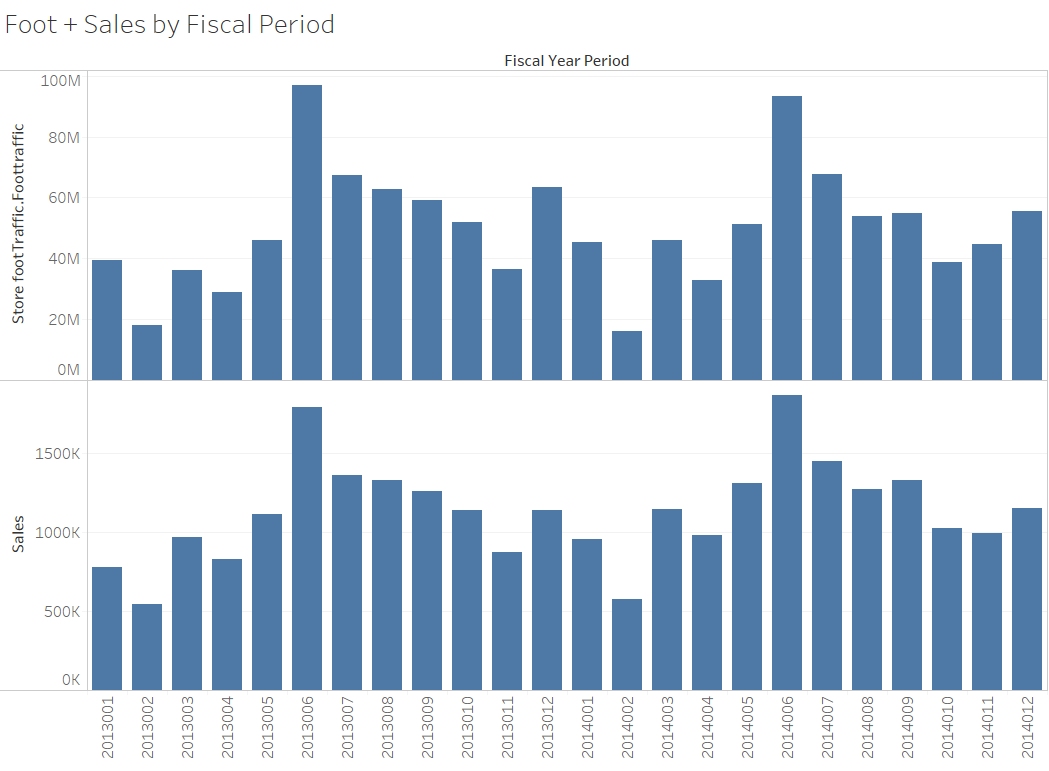 Foot + Sales by Fiscal Period
Fiscal Year Period
Store footTraffic.Foottraffic
100M
80M
60M
40M
20M
0M
Sales
1500K
1000K
500K
0K
2013001
2013002
2013003
2013004
2013005
2013006
2013007
2013008
2013009
2013010
2013011
2013012
2014001
2014002
2014003
2014004
2014005
2014006
2014007
2014008
2014009
2014010
2014011
2014012